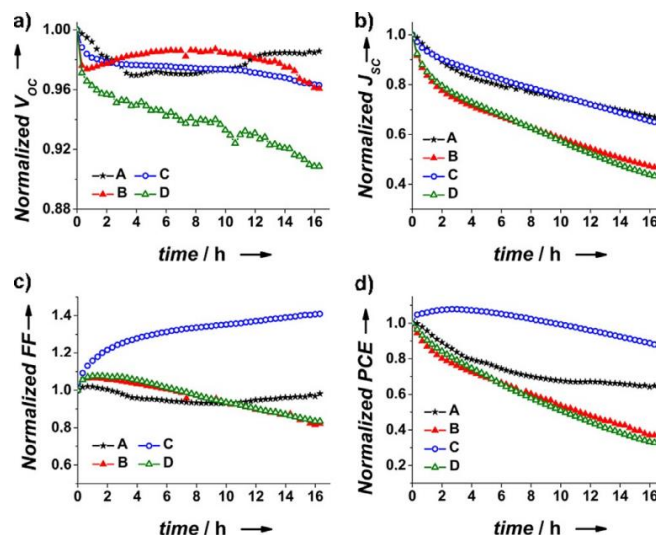 a)
Normalized V_OC
1.00
0.96
0.92
0.88
A
B
C
D
0 2 4 6 8 10 12 14 16
time / h
b)
Normalized J_SC
1.0
0.8
0.6
0.4
A
B
C
D
0 2 4 6 8 10 12 14 16
time / h
c)
Normalized FF
1.4
1.2
1.0
0.8
0.6
A
B
C
D
0 2 4 6 8 10 12 14 16
time / h
d)
Normalized PCE
1.0
0.8
0.6
0.4
0.2
A
B
C
D
0 2 4 6 8 10 12 14 16
time / h